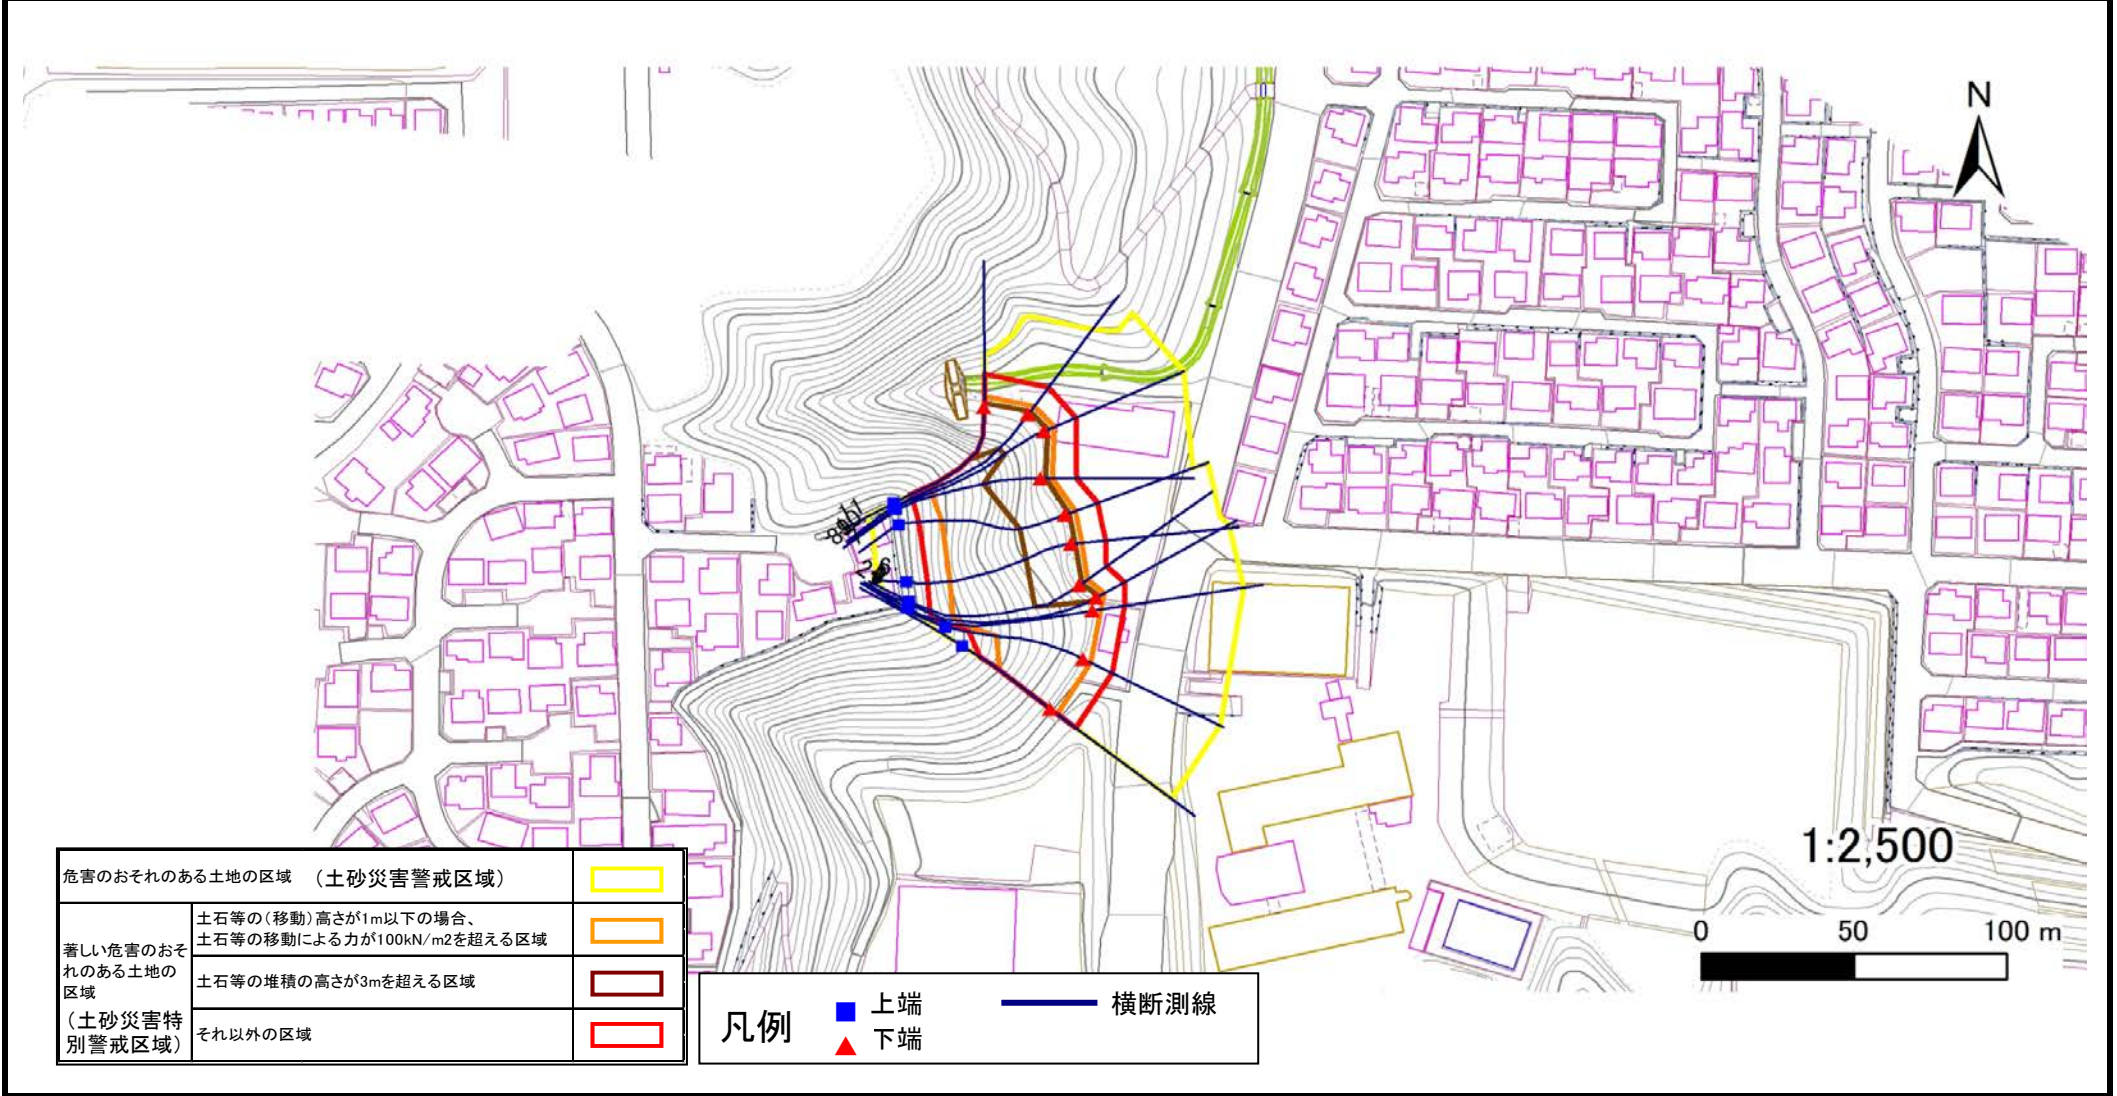 N
1:2,500
0 50 100 m
危害のおそれのある土地の区域 (土砂災害警戒区域)
著しい危害のおそ
れのある土地の
区域
(土砂災害特
別警戒区域)
土石等の(移動)高さが1m以下の場合、
土石等の移動による力が100kN/m2を超える区域
土石等の堆積の高さが3mを超える区域
それ以外の区域
凡例
上端
下端
横断測線